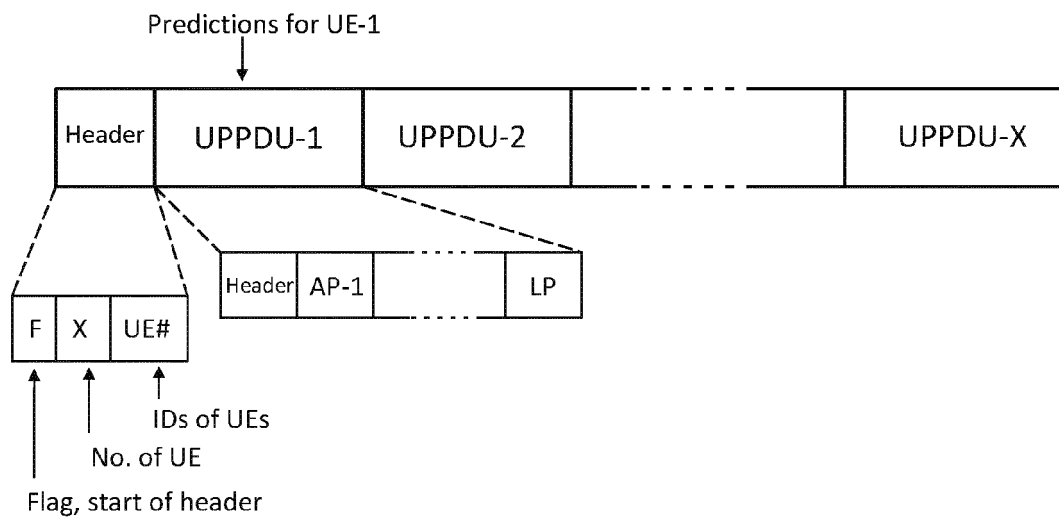 Predictions for UE-1
Header UPPDU-1 UPPDU-2 UPPDU-X
Header AP-1 LP
F X UE#
IDs of UEs
No. of UE
Flag, start of header